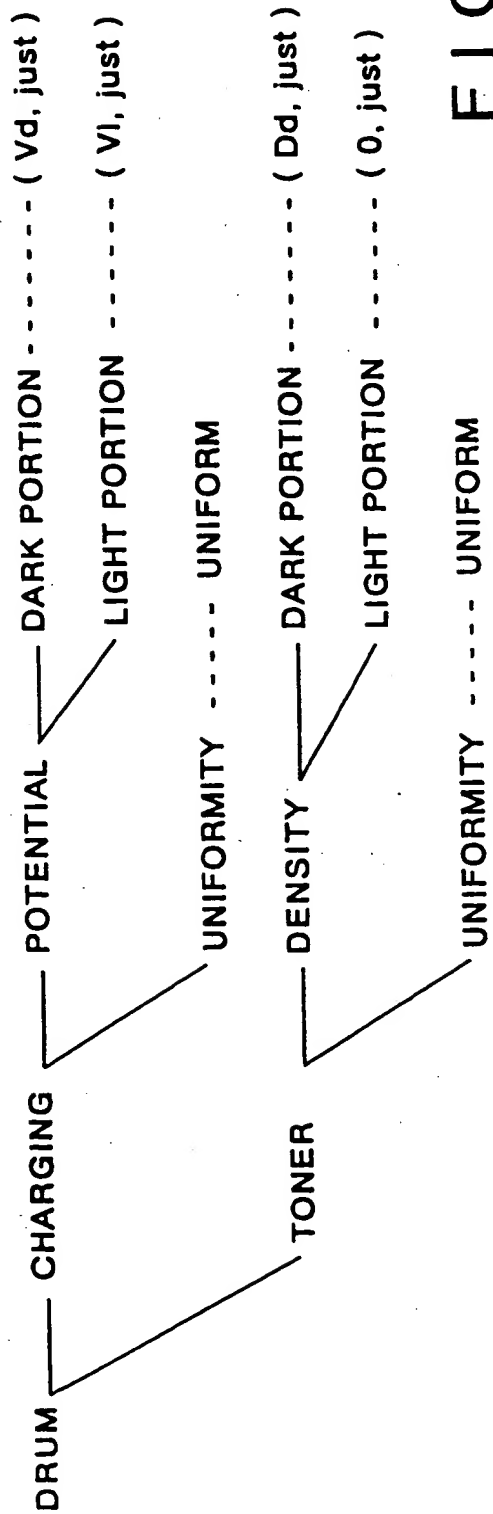 DRUM CHARGING POTENTIAL DARK PORTION ------- ( Vd, just )
LIGHT PORTION ------ ( Vl, just )
UNIFORMITY ----- UNIFORM
TONER DENSITY DARK PORTION ------- ( Dd, just )
LIGHT PORTION ------ ( 0, just )
UNIFORMITY ----- UNIFORM